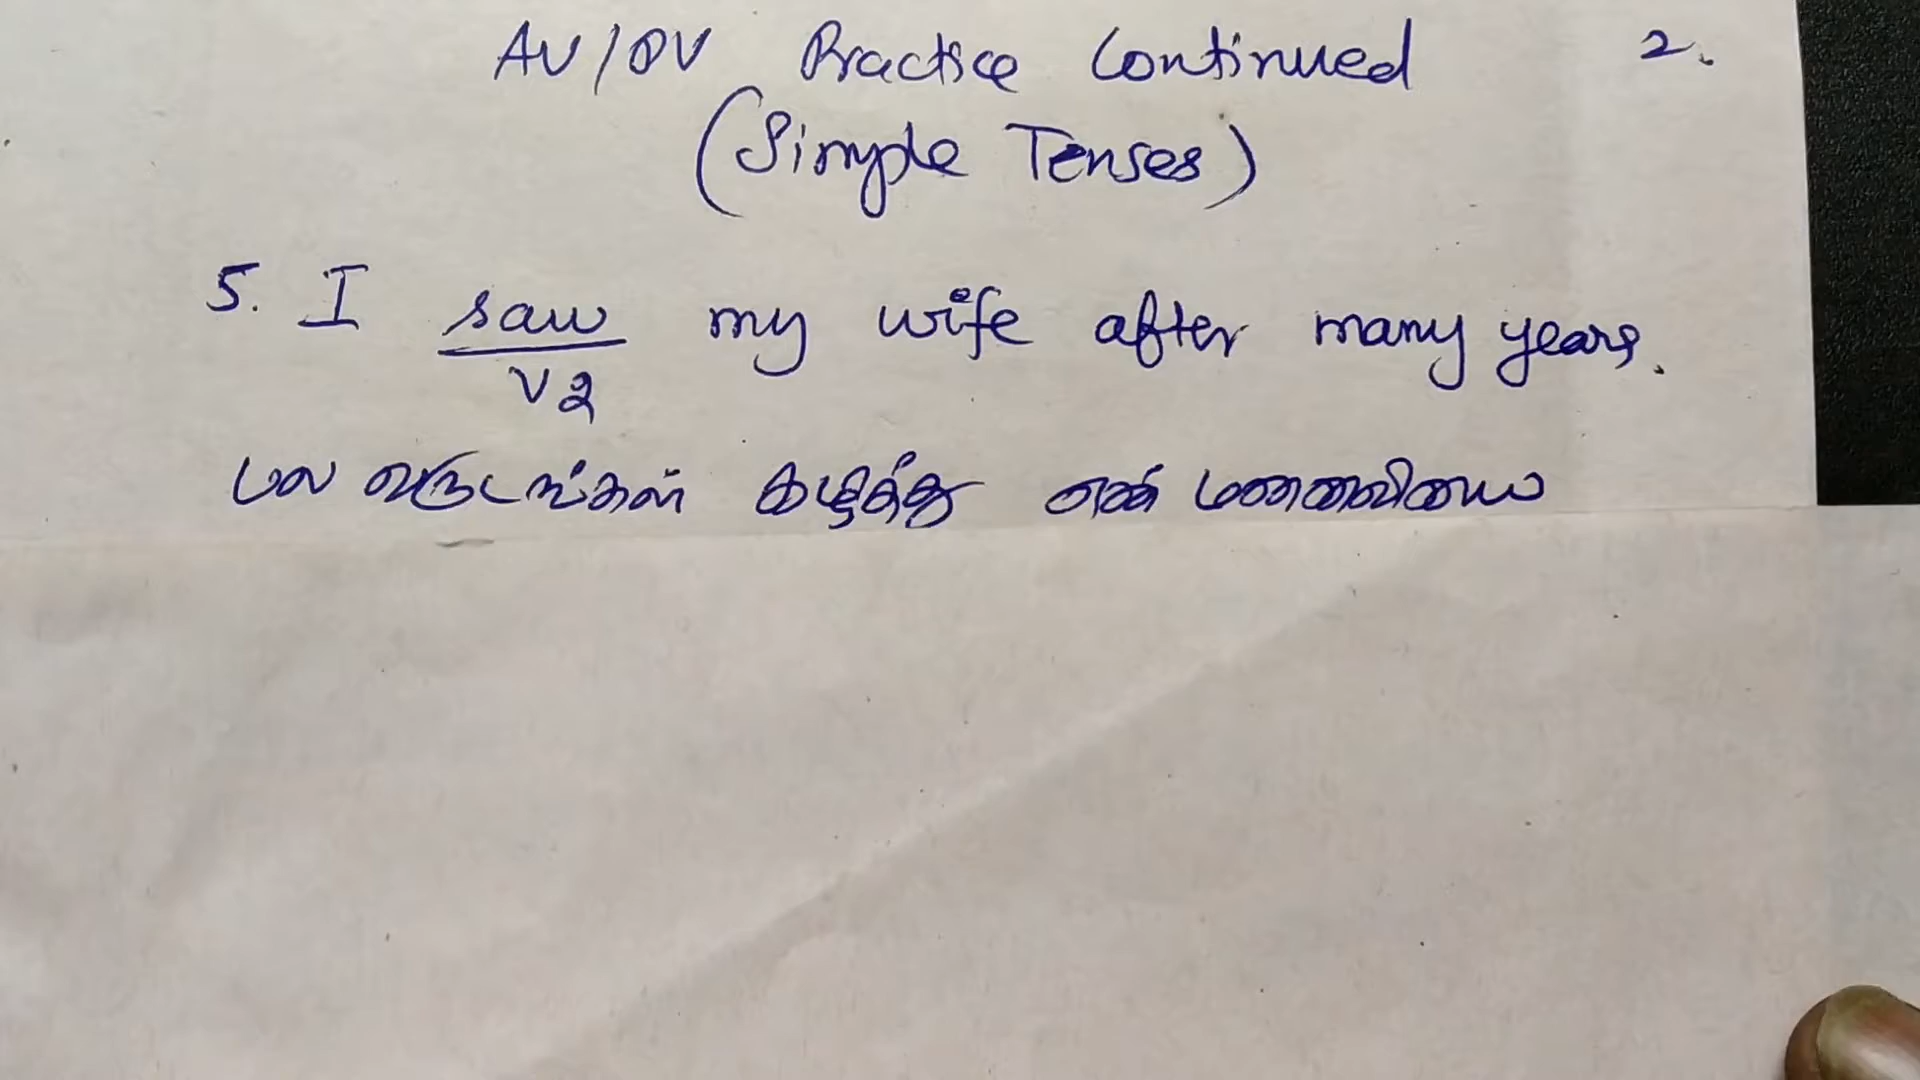 AV/PV Practice Continued 2.
(Simple Tenses)
5. I saw my wife after many years.
V2
பல வருடங்கள் கழித்து என் மனைவியை